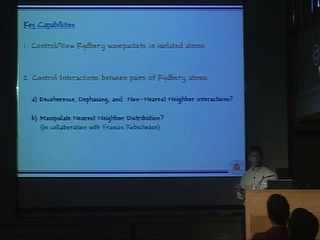 Key Capabilities
1. Control/View Rydberg wavepackets in isolated atoms
2. Control Interactions between pairs of Rydberg atoms
a) Decoherence, Dephasing, and Non-Nearest Neighbor interactions?
b) Manipulate Nearest Neighbor Distribution?
(in collaboration with Francis Robicheaux)